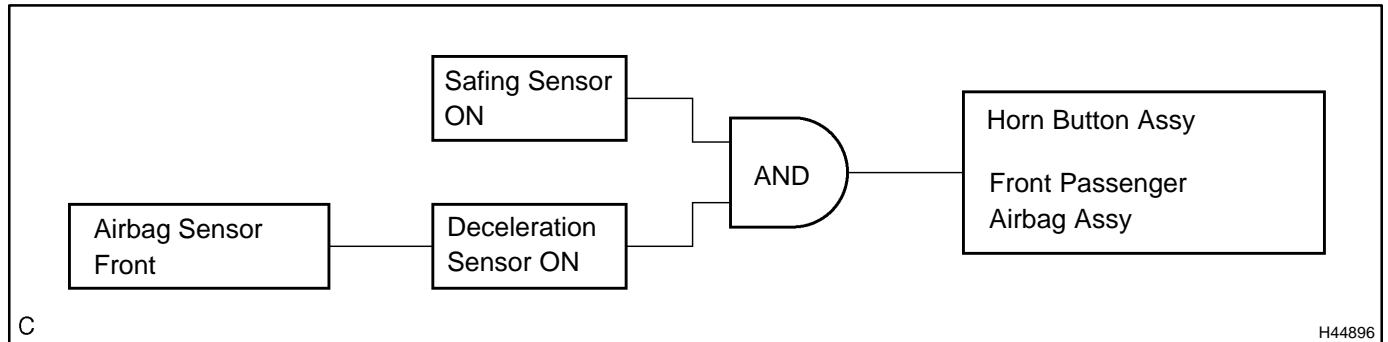 Safing Sensor
ON
AND
Horn Button Assy
Front Passenger
Airbag Assy
Airbag Sensor
Front
Deceleration
Sensor ON
C
H44896